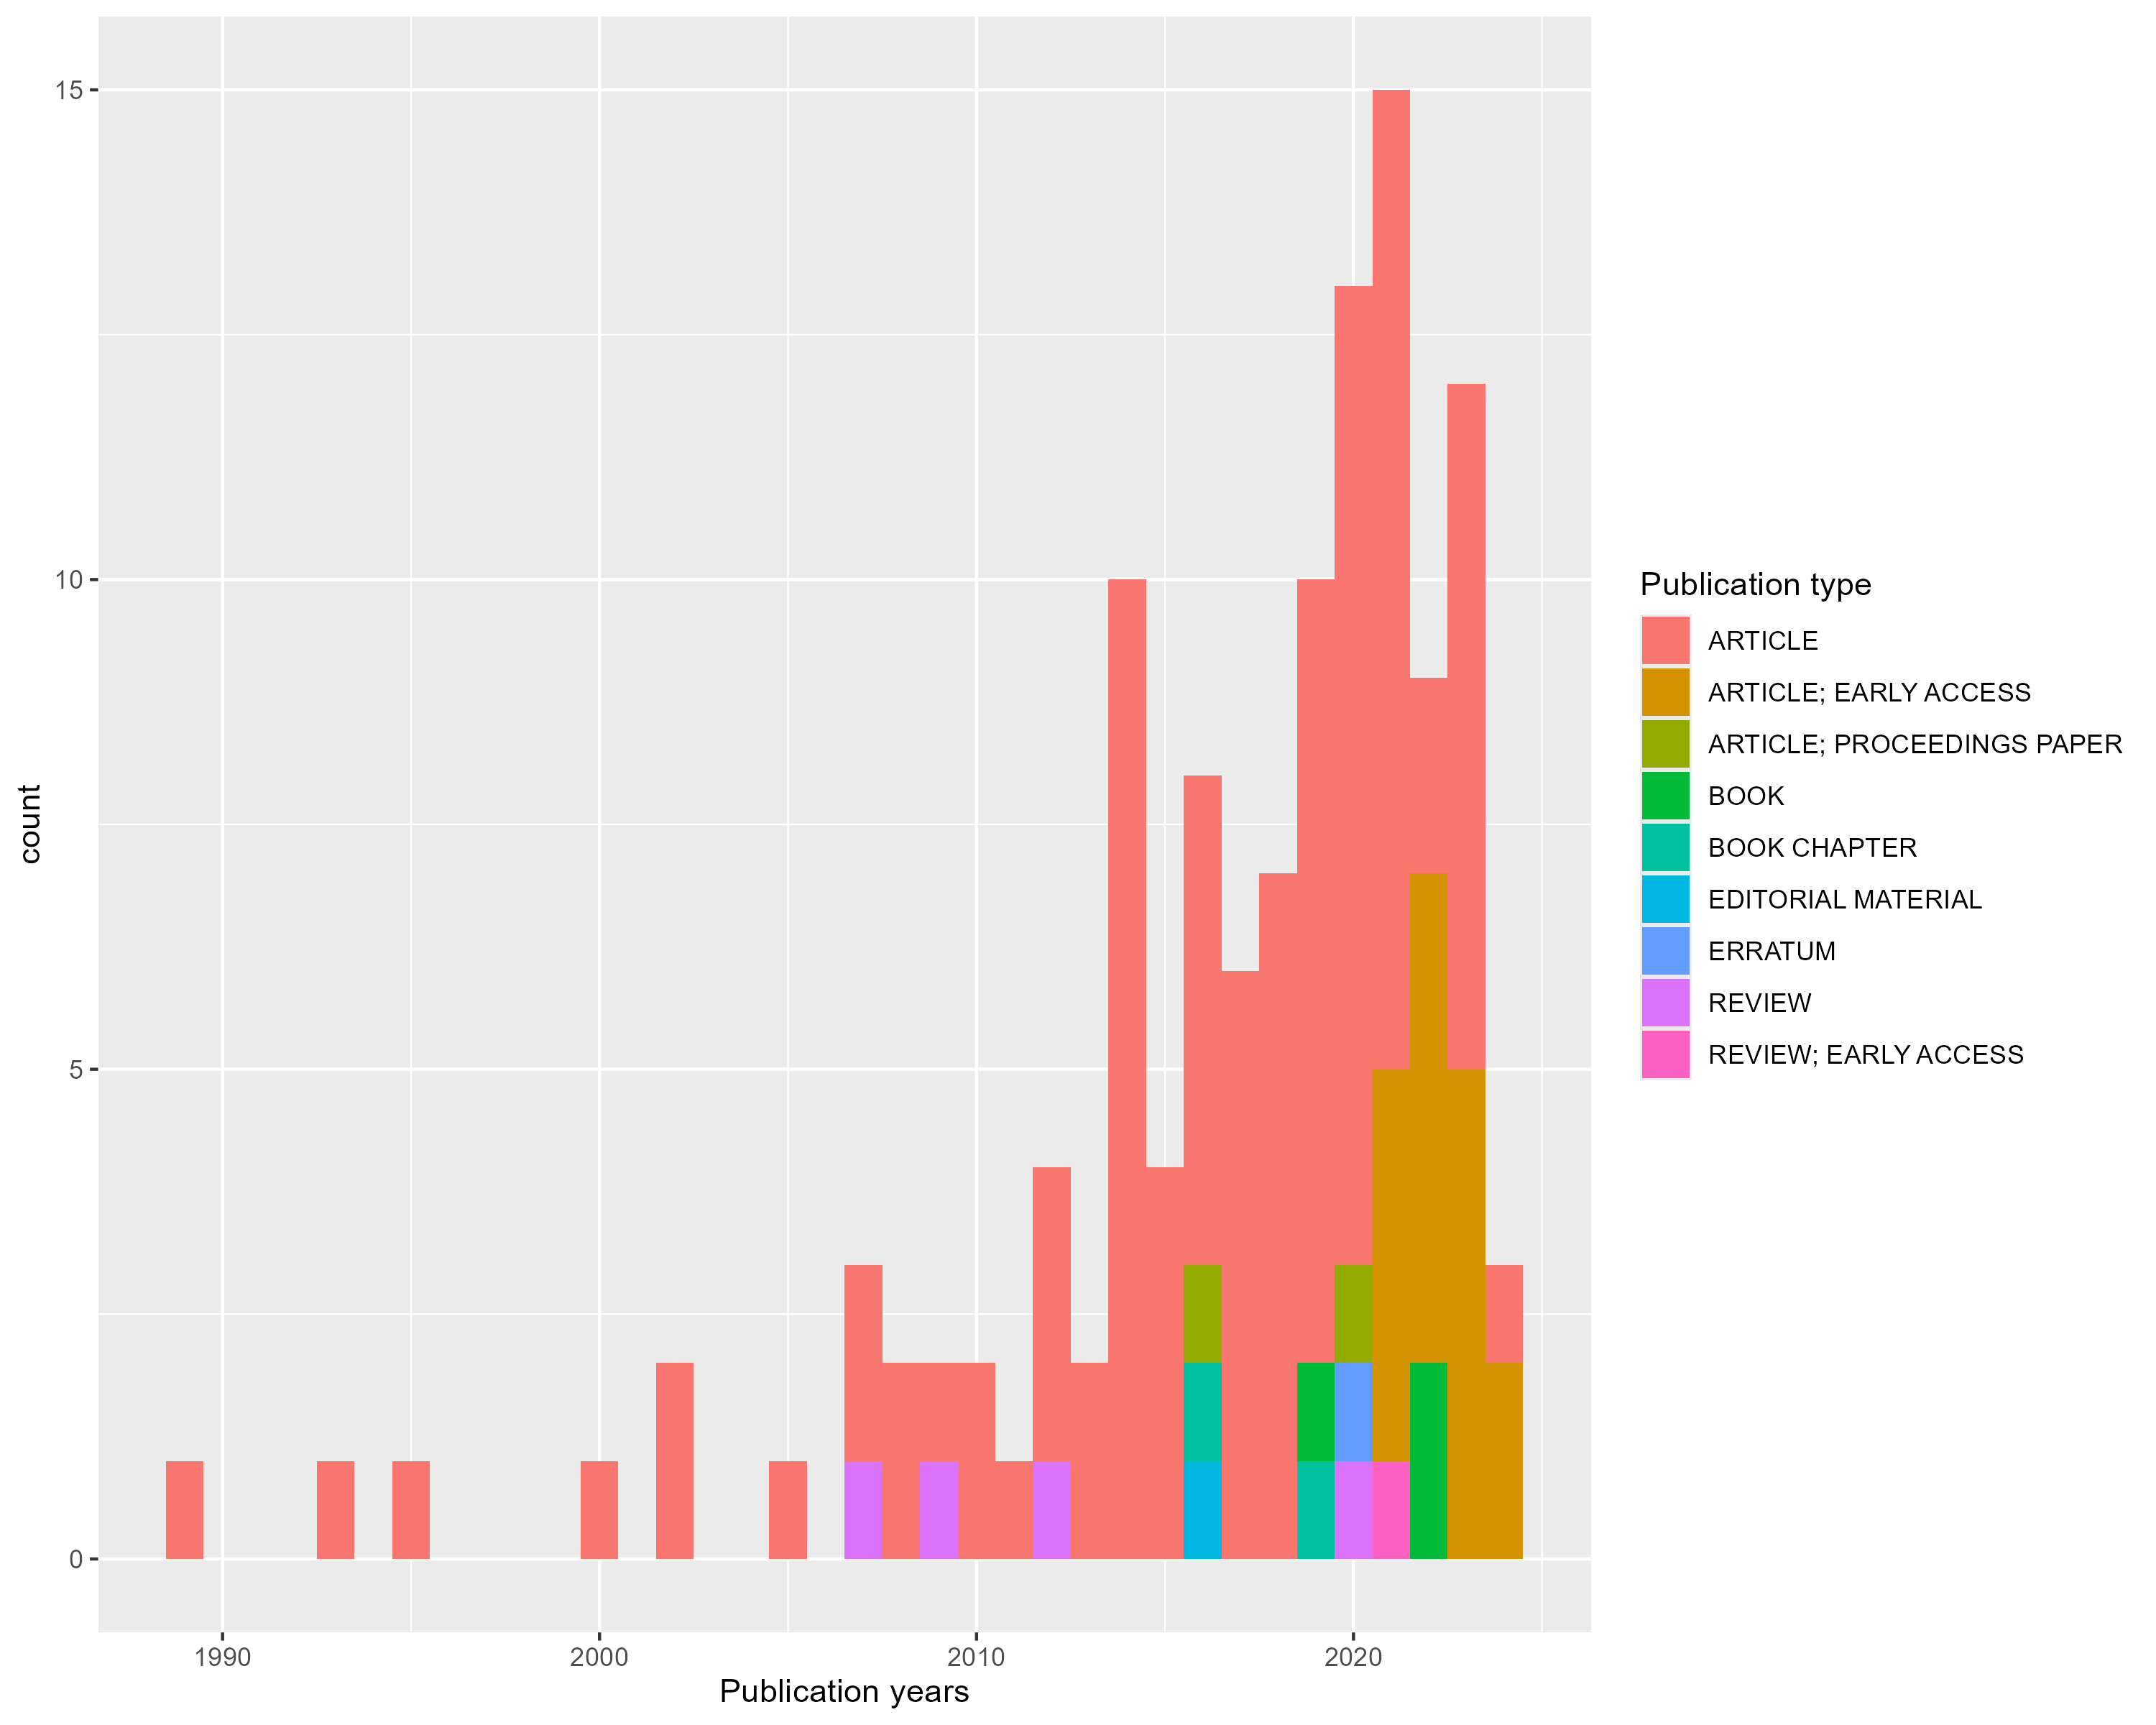 15
10
5
0
count
1990
2000
2010
2020
Publication years
Publication type
ARTICLE
ARTICLE; EARLY ACCESS
ARTICLE; PROCEEDINGS PAPER
BOOK
BOOK CHAPTER
EDITORIAL MATERIAL
ERRATUM
REVIEW
REVIEW; EARLY ACCESS